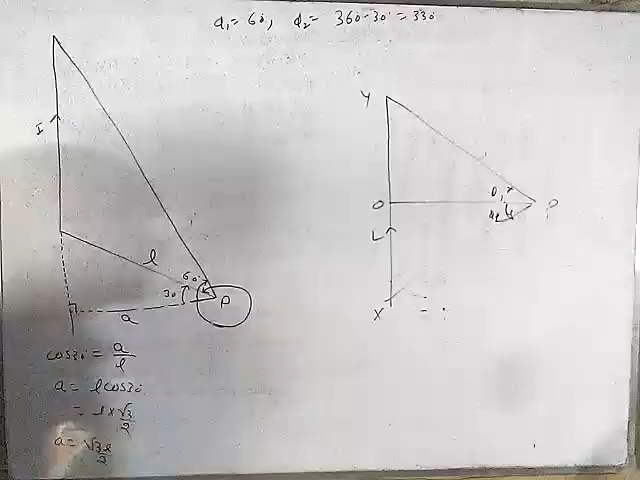 α₁ = 60, α₂ = 360-30 = 330
I
l
60
30
P
a
cos30 = a/l
a = l cos30
= l × √3/2
a = √3l/2
Y
O
P
L
X